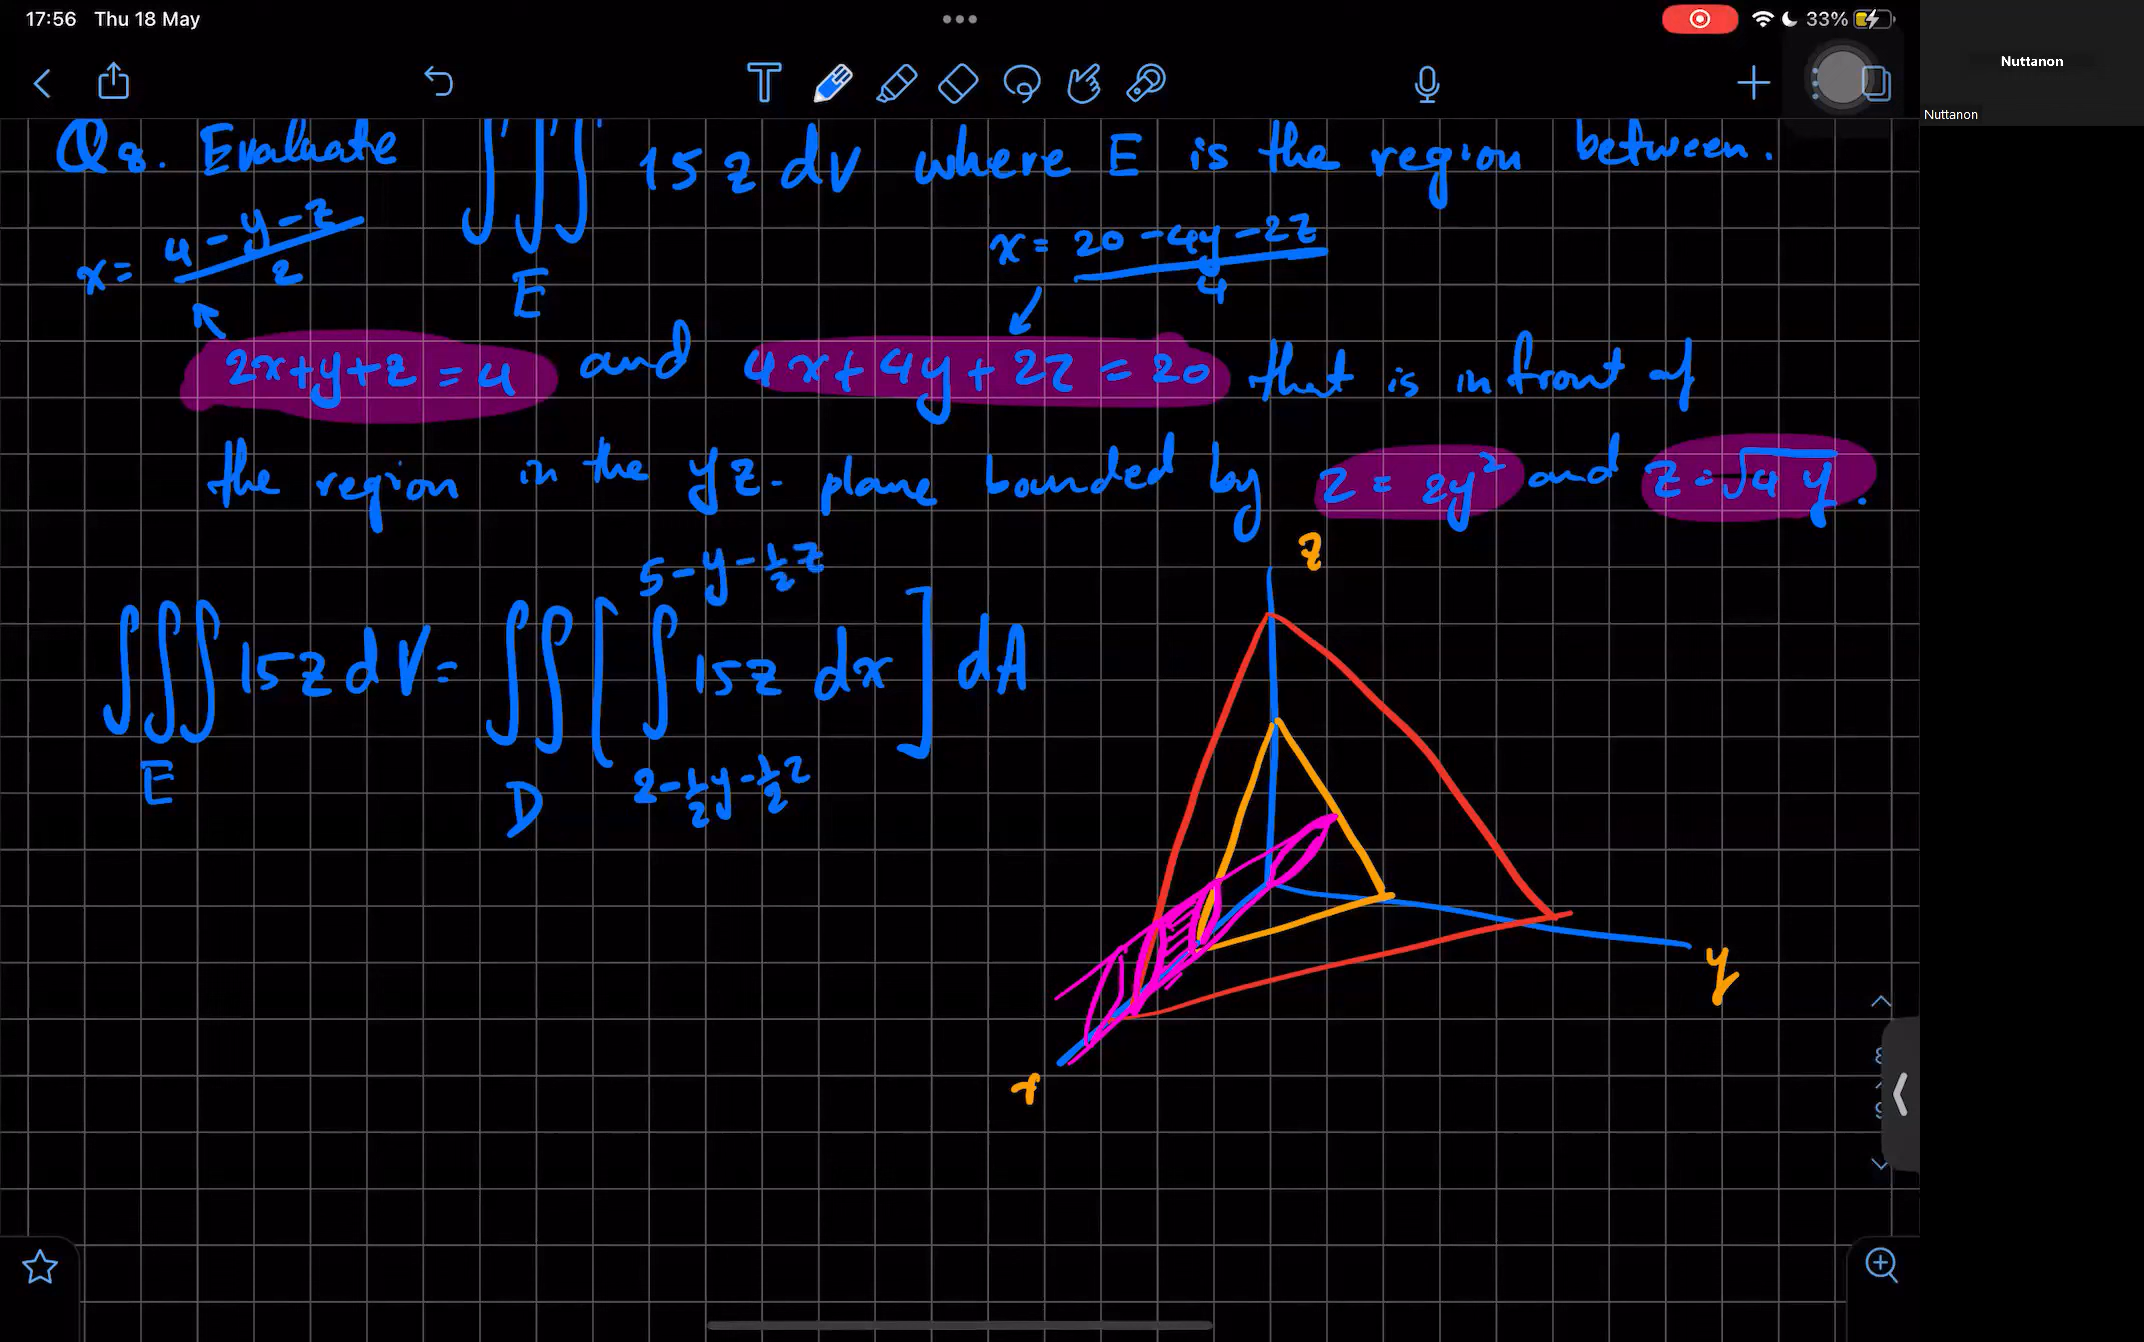 17:56 Thu 18 May
33%
Nuttanon
Nuttanon
Q8. Evaluate ∭ 15z dV where E is the region between.
E
x = 4-y-z / 2
x = 20-4y-2z / 4
2x+y+z = 4 and 4x+4y+2z = 20 that is in front of
the region in the yz-plane bounded by z = 2y² and z = √4y.
∭ 15z dV = ∬ [ ∫ 15z dx ] dA
E
D
5-y-½z
2-½y-½z
z
y
x
8
9